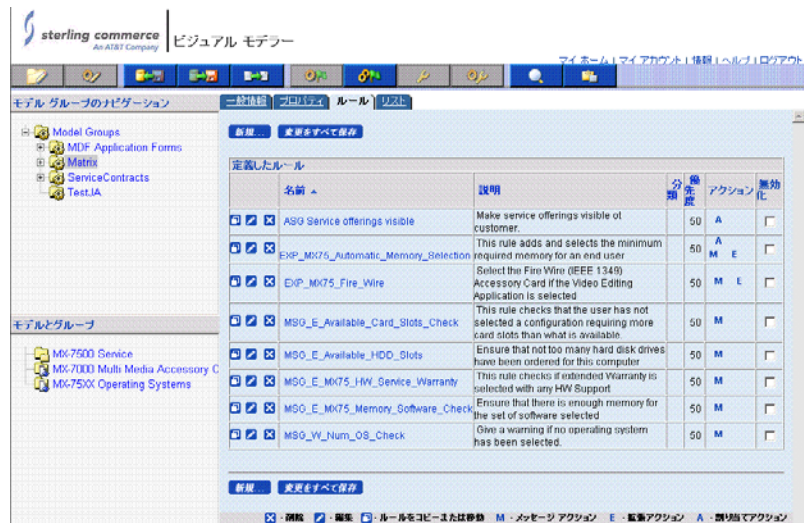 sterling commerce
An AT&T Company
ビジュアル モデラー
マイ ホーム | マイ アカウント | 情報 | ヘルプ | ログアウト
モデル グループのナビゲーション
一般情報 プロパティ ルール リスト
Model Groups
MDF Application Forms
Matrix
ServiceContracts
Test.IA
新規... 変更をすべて保存
定義したルール
名前 説明 分類 優先度 アクション 無効化
ASG Service offerings visible Make service offerings visible ot customer. 50 A
EXP_MX75_Automatic_Memory_Selection This rule adds and selects the minimum required memory for an end user 50 A M E
EXP_MX75_Fire_Wire Select the Fire Wire (IEEE 1349) Accessory Card if the Video Editing Application is selected 50 M E
MSG_E_Available_Card_Slots_Check This rule checks that the user has not selected a configuration requiring more card slots than what is available. 50 M
MSG_E_Available_HDD_Slots Ensure that not too many hard disk drives have been ordered for this computer 50 M
MSG_E_MX75_HW_Service_Warranty This rule checks if extended Warranty is selected with any HW Support 50 M
MSG_E_MX75_Memory_Software_Check Ensure that there is enough memory for the set of software selected 50 M
MSG_W_Num_OS_Check Give a warning if no operating system has been selected. 50 M
モデルとグループ
MX-7500 Service
MX-7000 Multi Media Accessory C
MX-75XX Operating Systems
新規... 変更をすべて保存
- 削除 - 編集 - ルールをコピーまたは移動 M - メッセージ アクション E - 拡張アクション A - 割り当てアクション